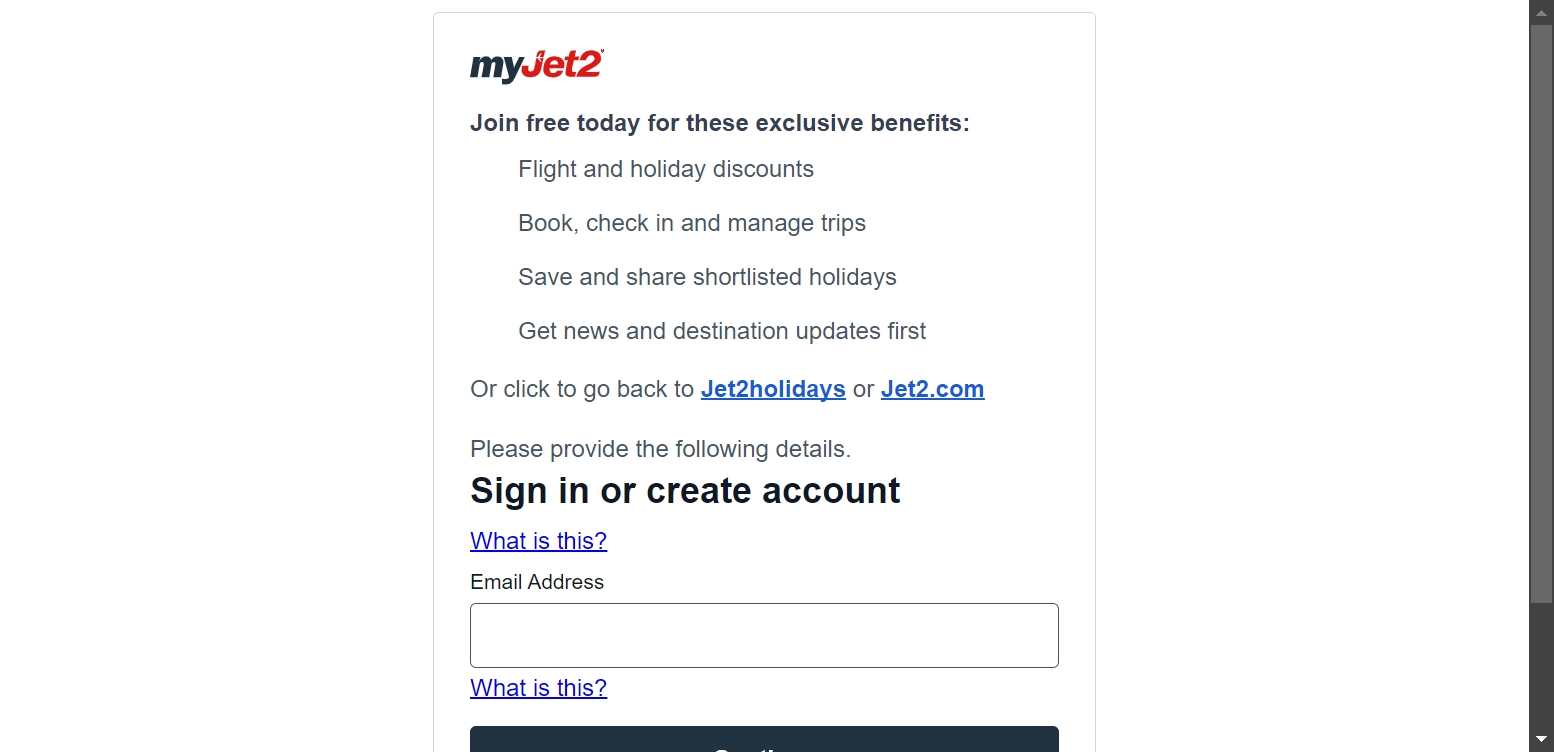 myJet2
Join free today for these exclusive benefits:
Flight and holiday discounts
Book, check in and manage trips
Save and share shortlisted holidays
Get news and destination updates first
Or click to go back to Jet2holidays or Jet2.com
Please provide the following details.
Sign in or create account
What is this?
Email Address
What is this?